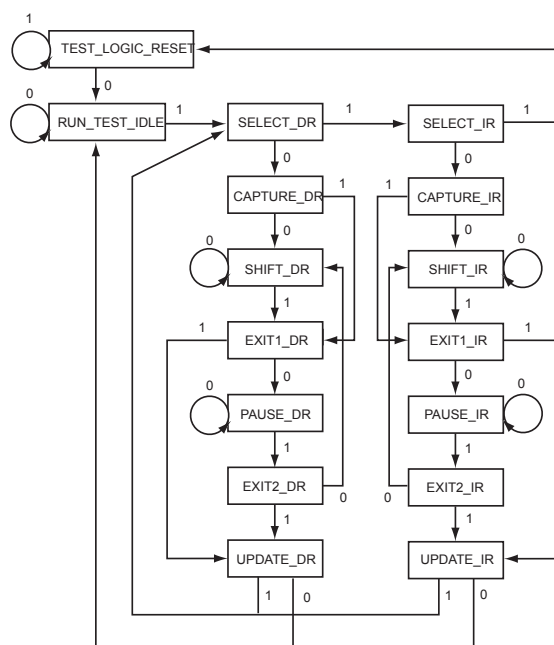 1
TEST_LOGIC_RESET
0
0
RUN_TEST_IDLE
1
SELECT_DR
1
SELECT_IR
1
0
0
CAPTURE_DR
1
1
CAPTURE_IR
0
0
0
SHIFT_DR
SHIFT_IR
0
1
1
1
EXIT1_DR
EXIT1_IR
1
0
0
0
PAUSE_DR
PAUSE_IR
0
1
1
EXIT2_DR
0
0
EXIT2_IR
1
1
UPDATE_DR
UPDATE_IR
1
0
1
0